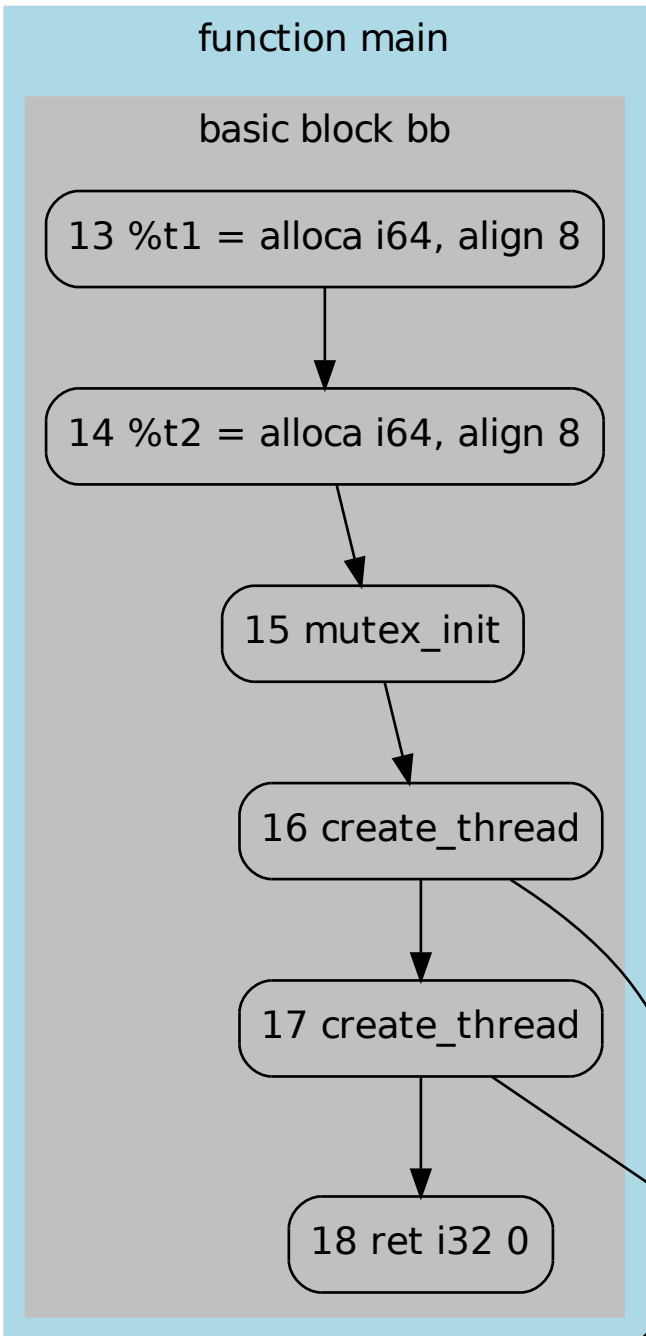 function main
basic block bb
13 %t1 = alloca i64, align 8
14 %t2 = alloca i64, align 8
15 mutex_init
16 create_thread
17 create_thread
18 ret i32 0